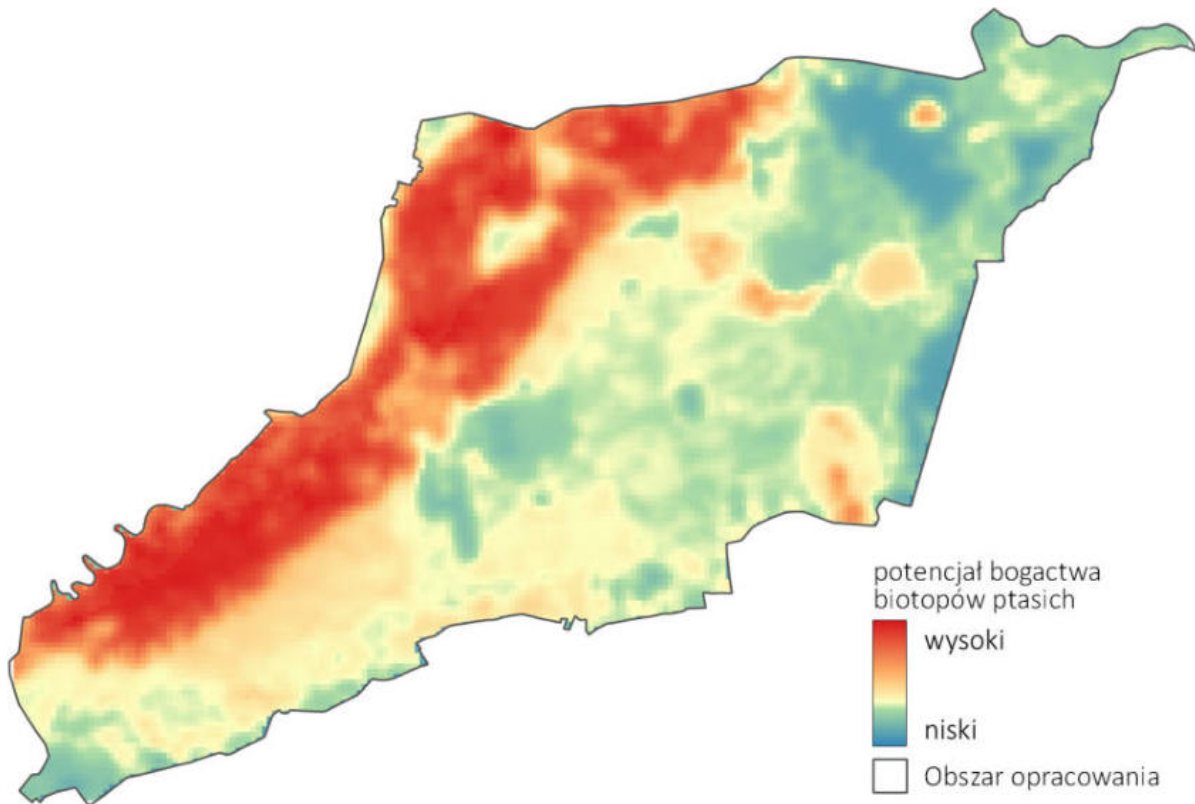 potencjał bogactwa
biotopów ptasich
wysoki
niski
Obszar opracowania